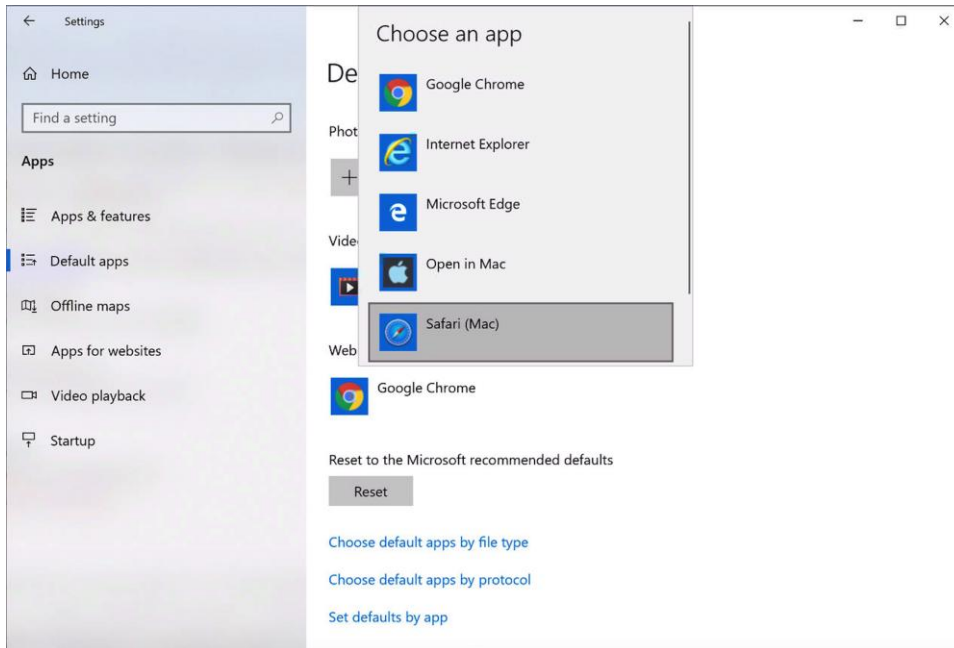 Settings
Home
Find a setting
Apps
Apps & features
Default apps
Offline maps
Apps for websites
Video playback
Startup
De
Phot
Vide
Web
Choose an app
Google Chrome
Internet Explorer
Microsoft Edge
Open in Mac
Safari (Mac)
Google Chrome
Reset to the Microsoft recommended defaults
Reset
Choose default apps by file type
Choose default apps by protocol
Set defaults by app